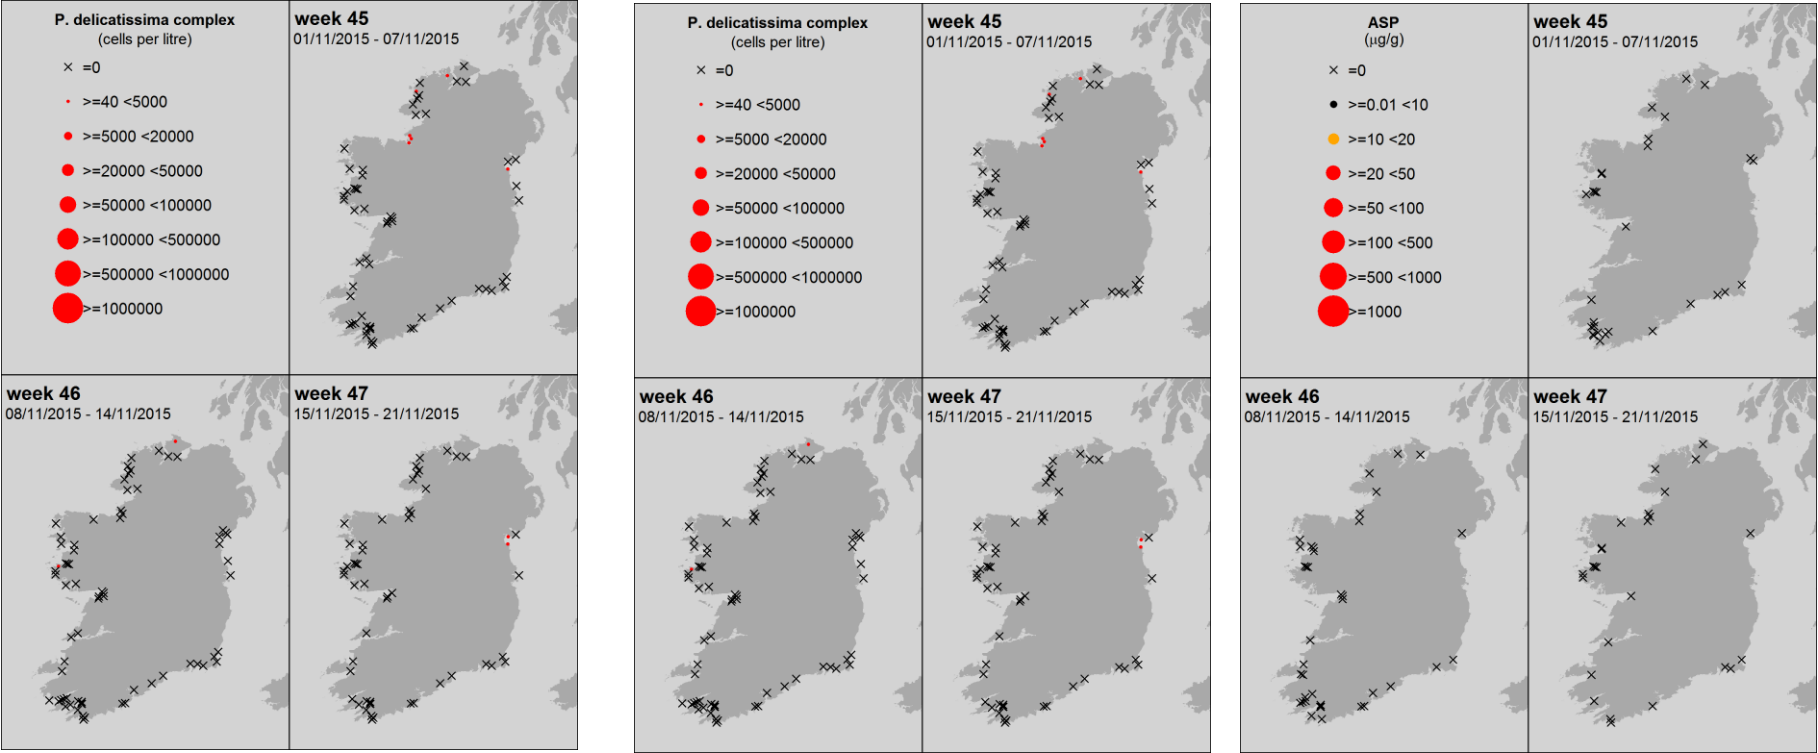 P. delicatissima complex
(cells per litre)
=0
>=40 <5000
>=5000 <20000
>=20000 <50000
>=50000 <100000
>=100000 <500000
>=500000 <1000000
>=1000000
week 45
01/11/2015 - 07/11/2015
week 46
08/11/2015 - 14/11/2015
week 47
15/11/2015 - 21/11/2015
P. delicatissima complex
(cells per litre)
=0
>=40 <5000
>=5000 <20000
>=20000 <50000
>=50000 <100000
>=100000 <500000
>=500000 <1000000
>=1000000
week 45
01/11/2015 - 07/11/2015
week 46
08/11/2015 - 14/11/2015
week 47
15/11/2015 - 21/11/2015
ASP
(µg/g)
=0
>=0.01 <10
>=10 <20
>=20 <50
>=50 <100
>=100 <500
>=500 <1000
>=1000
week 45
01/11/2015 - 07/11/2015
week 46
08/11/2015 - 14/11/2015
week 47
15/11/2015 - 21/11/2015